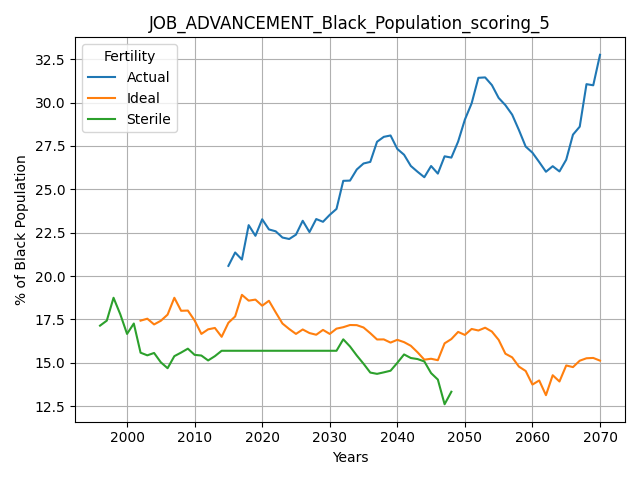 JOB_ADVANCEMENT_Black_Population_scoring_5
Fertility
Actual
Ideal
Sterile
% of Black Population
32.5
30.0
27.5
25.0
22.5
20.0
17.5
15.0
12.5
2000 2010 2020 2030 2040 2050 2060 2070
Years